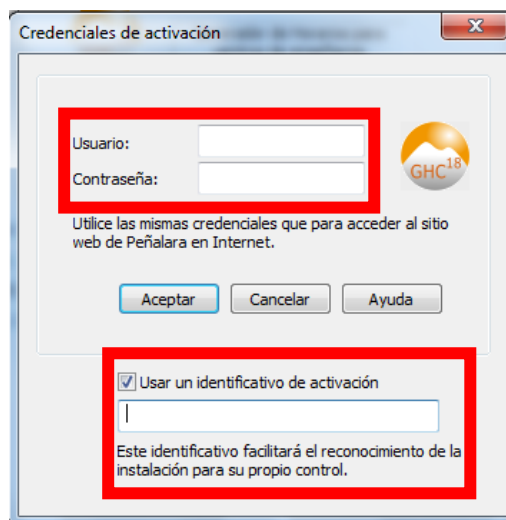 Credenciales de activación
Usuario:
GHC18
Contraseña:
Utilice las mismas credenciales que para acceder al sitio
web de Peñalara en Internet.
Aceptar Cancelar Ayuda
Usar un identificativo de activación
Este identificativo facilitará el reconocimiento de la
instalación para su propio control.